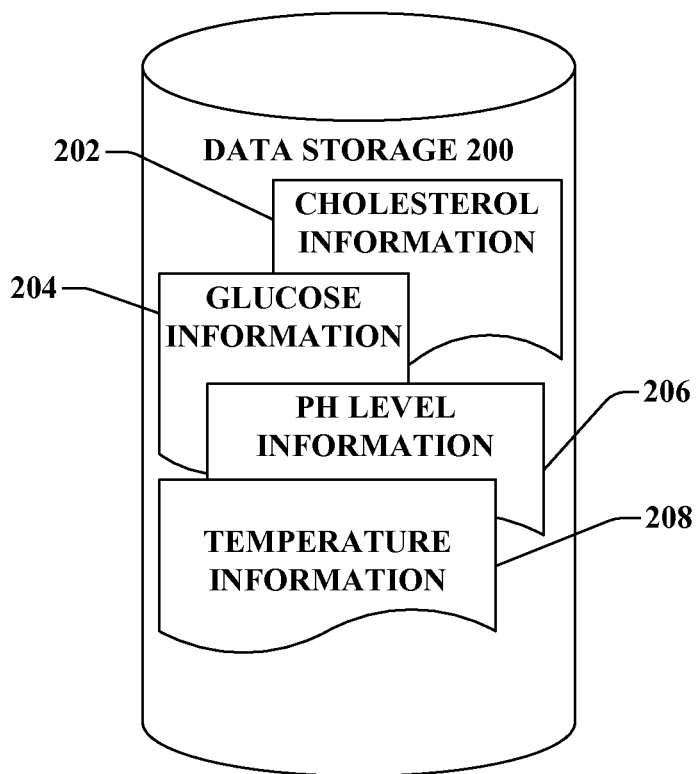 DATA STORAGE 200
202
CHOLESTEROL
INFORMATION
204
GLUCOSE
INFORMATION
206
PH LEVEL
INFORMATION
208
TEMPERATURE
INFORMATION